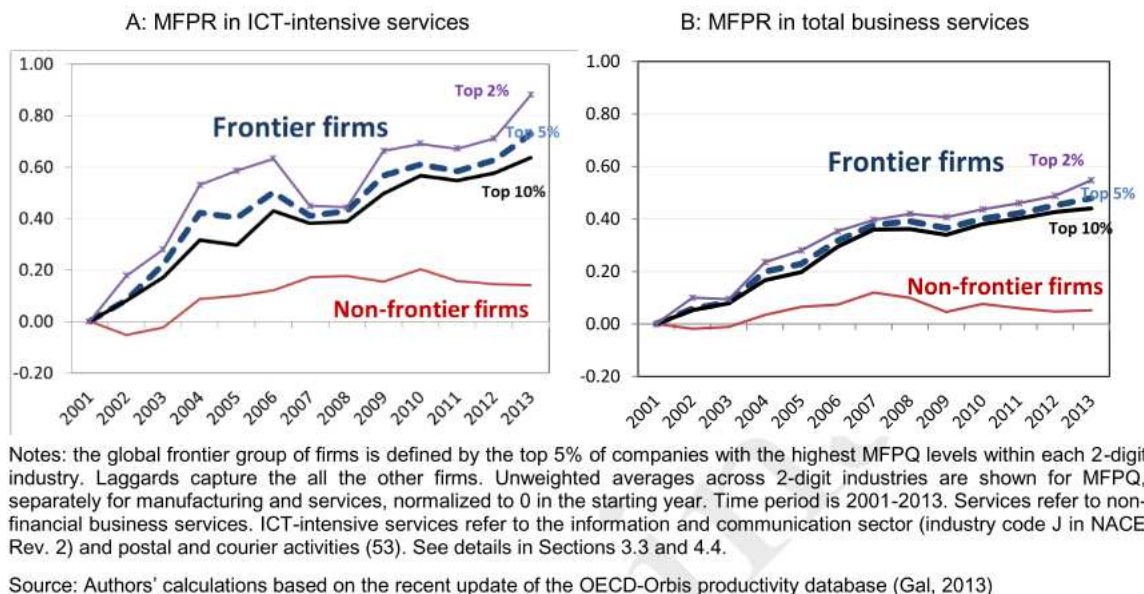 A: MFPR in ICT-intensive services
B: MFPR in total business services
1.00
0.80
0.60
0.40
0.20
0.00
-0.20
Top 2%
Frontier firms
Top 5%
Top 10%
Non-frontier firms
2001
2002
2003
2004
2005
2006
2007
2008
2009
2010
2011
2012
2013
1.00
0.80
0.60
0.40
0.20
0.00
-0.20
Frontier firms
Top 2%
Top 5%
Top 10%
Non-frontier firms
2001
2002
2003
2004
2005
2006
2007
2008
2009
2010
2011
2012
2013
Notes: the global frontier group of firms is defined by the top 5% of companies with the highest MFPQ levels within each 2-digit
industry. Laggards capture the all the other firms. Unweighted averages across 2-digit industries are shown for MFPQ,
separately for manufacturing and services, normalized to 0 in the starting year. Time period is 2001-2013. Services refer to non-
financial business services. ICT-intensive services refer to the information and communication sector (industry code J in NACE
Rev. 2) and postal and courier activities (53). See details in Sections 3.3 and 4.4.
Source: Authors' calculations based on the recent update of the OECD-Orbis productivity database (Gal, 2013)